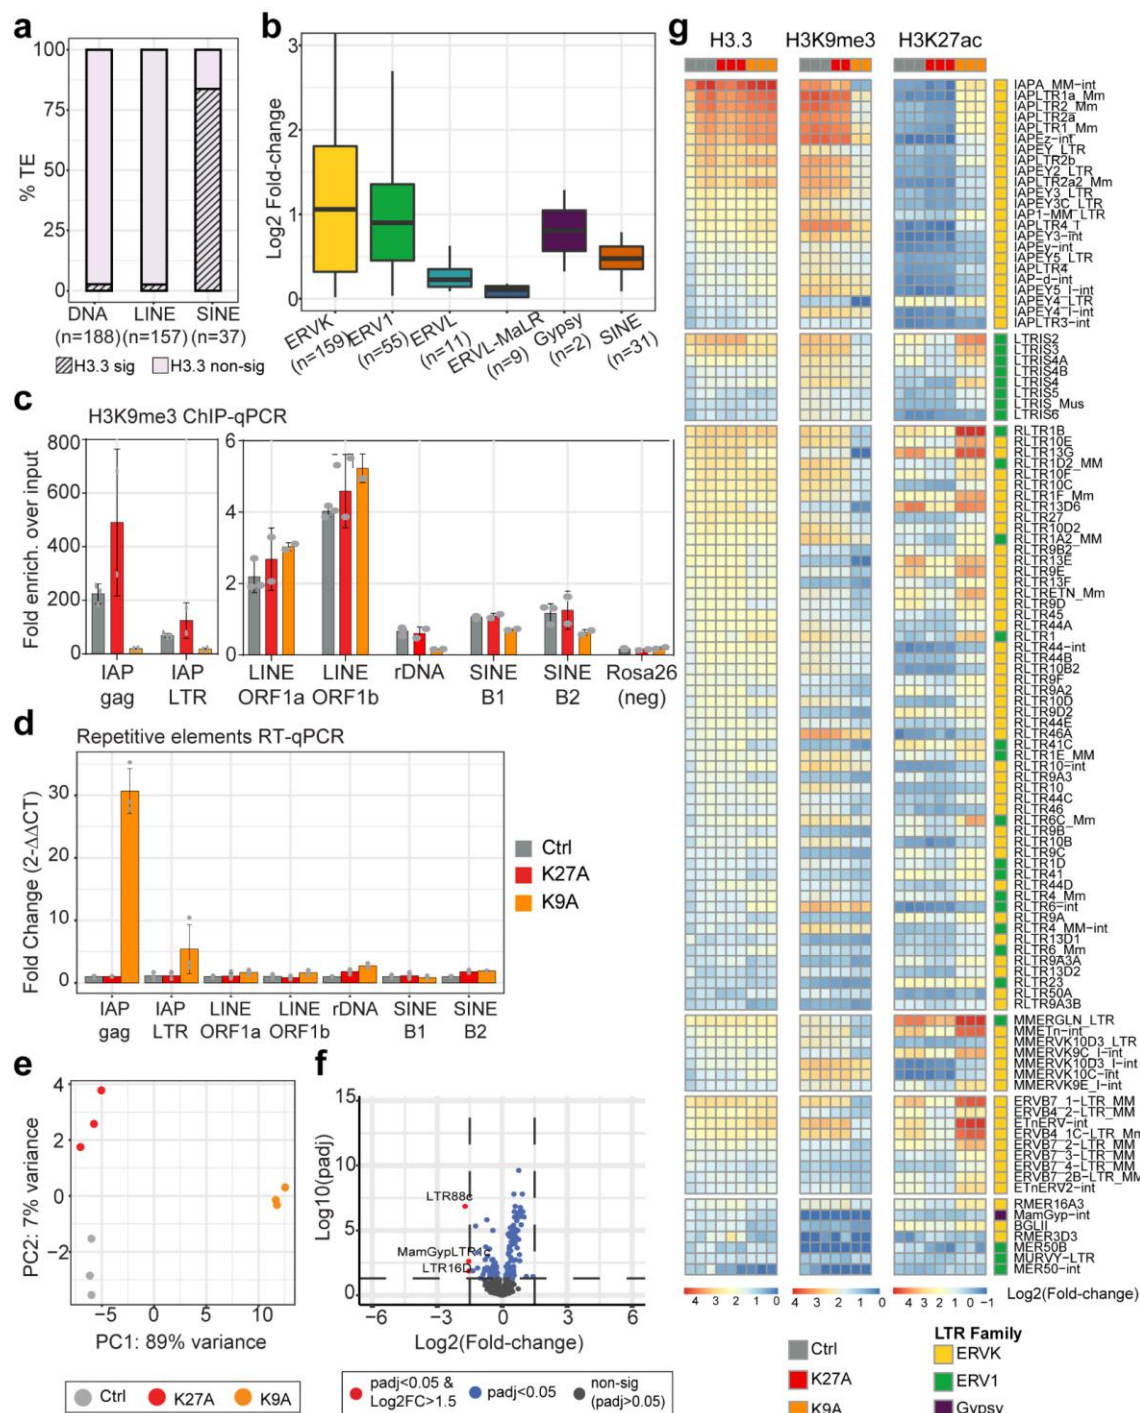 a
% TE
100
75
50
25
0
DNA
(n=188)
LINE
(n=157)
SINE
(n=37)
H3.3 sig
H3.3 non-sig
b
Log2 Fold-change
3
2
1
0
ERVK
(n=159)
ERV1
(n=55)
ERVL
(n=11)
ERVL-MaLR
(n=9)
Gypsy
(n=2)
SINE
(n=31)
c
H3K9me3 ChIP-qPCR
Fold enrich. over input
800
600
400
200
0
6
4
2
0
IAP
gag
IAP
LTR
LINE
ORF1a
LINE
ORF1b
rDNA
SINE
B1
SINE
B2
Rosa26
(neg)
d
Repetitive elements RT-qPCR
Fold Change (2-ΔΔCT)
30
20
10
0
IAP
gag
IAP
LTR
LINE
ORF1a
LINE
ORF1b
rDNA
SINE
B1
SINE
B2
Ctrl
K27A
K9A
e
PC2: 7% variance
4
2
0
−2
−5
0
5
10
PC1: 89% variance
Ctrl
K27A
K9A
f
Log10(padj)
15
10
5
0
LTR88c
MamGypLTR1c
LTR16D
−6
−3
0
3
6
Log2(Fold-change)
padj<0.05 &
Log2FC>1.5
padj<0.05
non-sig
(padj>0.05)
g
H3.3
H3K9me3
H3K27ac
IAPA_MM-int
IAPLTR1a_Mm
IAPLTR2_Mm
IAPLTR2a
IAPLTR1_Mm
IAPEz-int
IAPEY_LTR
IAPLTR2b
IAPEY2_LTR
IAPLTR2a2_Mm
IAPEY3_LTR
IAPEY3C_LTR
IAP1-MM_LTR
IAPLTR4_I
IAPEY3-int
IAPEy-int
IAPEY5_LTR
IAPLTR4
IAP-d-int
IAPEY5_I-int
IAPEY4_LTR
IAPEY4_I-int
IAPLTR3-int
LTRIS2
LTRIS3
LTRIS4A
LTRIS4B
LTRIS4
LTRIS5
LTRIS_Mus
LTRIS6
RLTR1B
RLTR10E
RLTR13G
RLTR1D2_MM
RLTR10F
RLTR10C
RLTR1F_Mm
RLTR13D6
RLTR27
RLTR10D2
RLTR1A2_MM
RLTR9B2
RLTR13E
RLTR9E
RLTR13F
RLTRETN_Mm
RLTR9D
RLTR45
RLTR44A
RLTR1
RLTR44-int
RLTR44B
RLTR10B2
RLTR9F
RLTR9A2
RLTR10D
RLTR9D2
RLTR44E
RLTR46A
RLTR41C
RLTR1E_MM
RLTR10-int
RLTR9A3
RLTR10
RLTR44C
RLTR46
RLTR6C_Mm
RLTR9B
RLTR10B
RLTR9C
RLTR1D
RLTR41
RLTR44D
RLTR4_Mm
RLTR6-int
RLTR9A
RLTR4_MM-int
RLTR13D1
RLTR6_Mm
RLTR9A3A
RLTR13D2
RLTR23
RLTR50A
RLTR9A3B
MMERGLN_LTR
MMETn-int
MMERVK10D3_LTR
MMERVK9C_I-int
MMERVK10D3_I-int
MMERVK10C-int
MMERVK9E_I-int
ERVB7_1-LTR_MM
ERVB4_2-LTR_MM
ETnERV-int
ERVB4_1C-LTR_Mm
ERVB7_2-LTR_MM
ERVB7_3-LTR_MM
ERVB7_4-LTR_MM
ERVB7_2B-LTR_MM
ETnERV2-int
RMER16A3
MamGyp-int
BGLII
RMER3D3
MER50B
MURVY-LTR
MER50-int
4 3 2 1 0
4 3 2 1 0
4 3 2 1 0 −1
Log2(Fold-change)
Ctrl
K27A
K9A
LTR Family
ERVK
ERV1
Gypsy